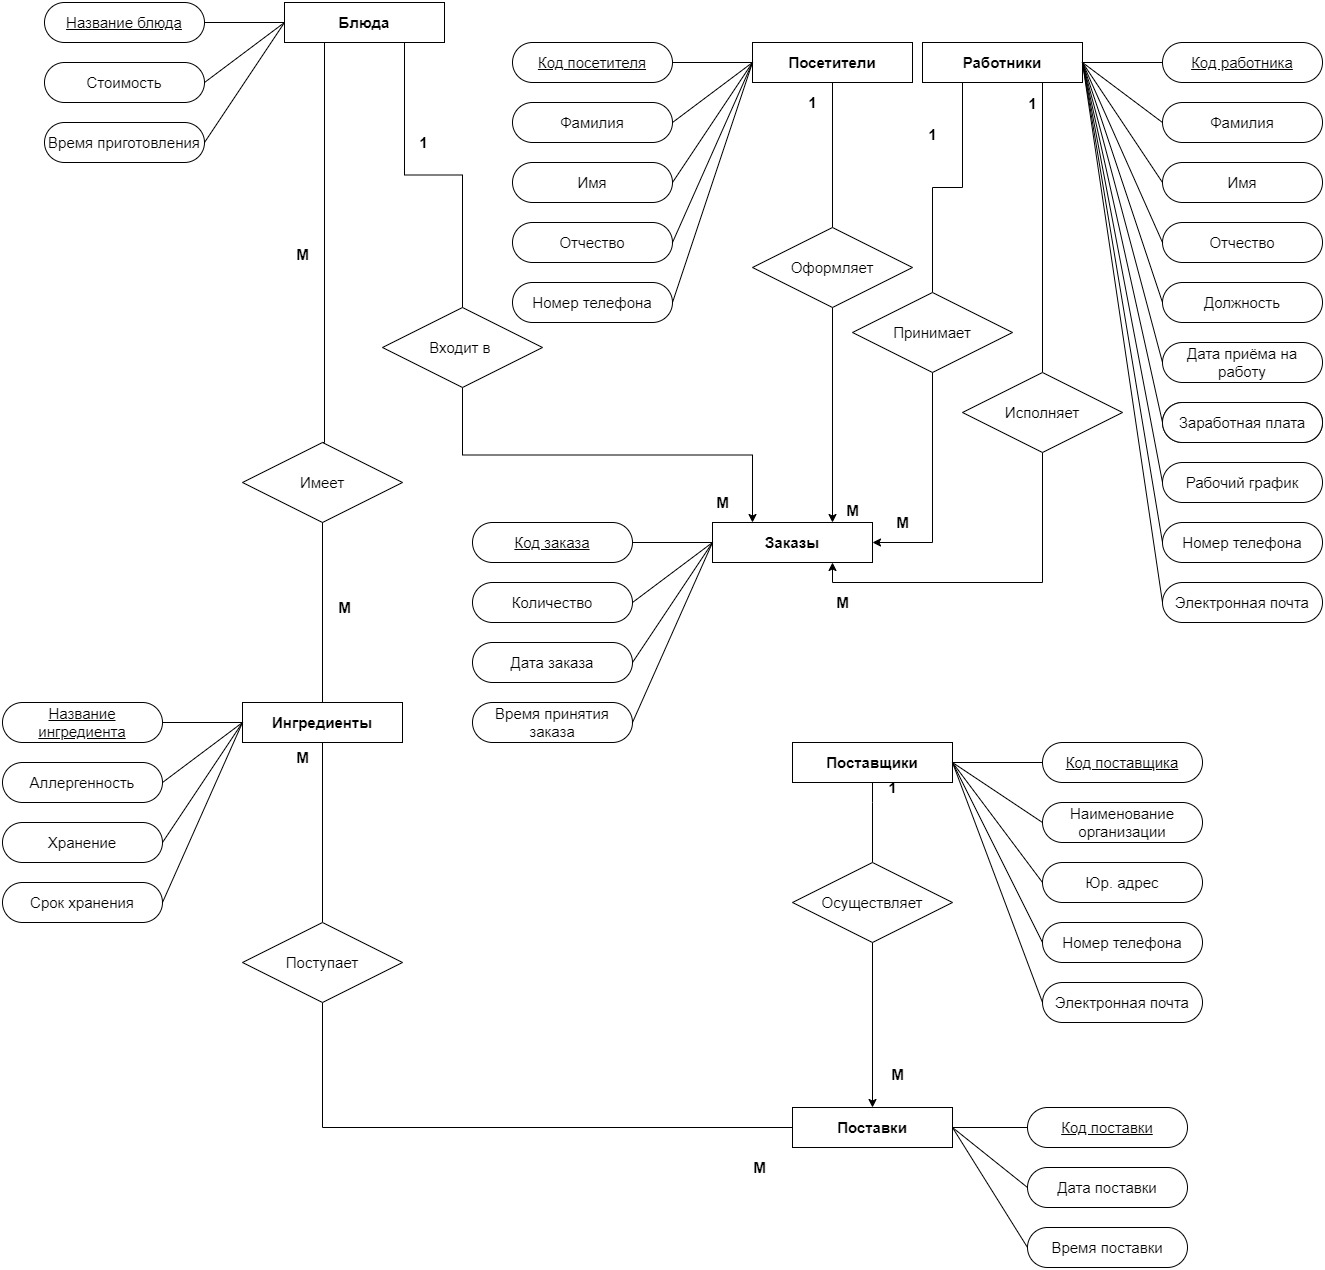 Название блюда
Блюда
Стоимость
Время приготовления
1
М
Входит в
Имеет
М
Код посетителя
Посетители
Фамилия
Имя
Отчество
Номер телефона
1
Оформляет
М
Работники
Код работника
1
1
Фамилия
Имя
Отчество
Должность
Дата приёма на
работу
Заработная плата
Рабочий график
Номер телефона
Электронная почта
Принимает
Исполняет
М
М
М
Код заказа
Заказы
Количество
Дата заказа
Время принятия
заказа
Название
ингредиента
Ингредиенты
М
Аллергенность
Хранение
Срок хранения
Поступает
Поставщики
1
Код поставщика
Наименование
организации
Юр. адрес
Номер телефона
Электронная почта
Осуществляет
М
Поставки
М
Код поставки
Дата поставки
Время поставки